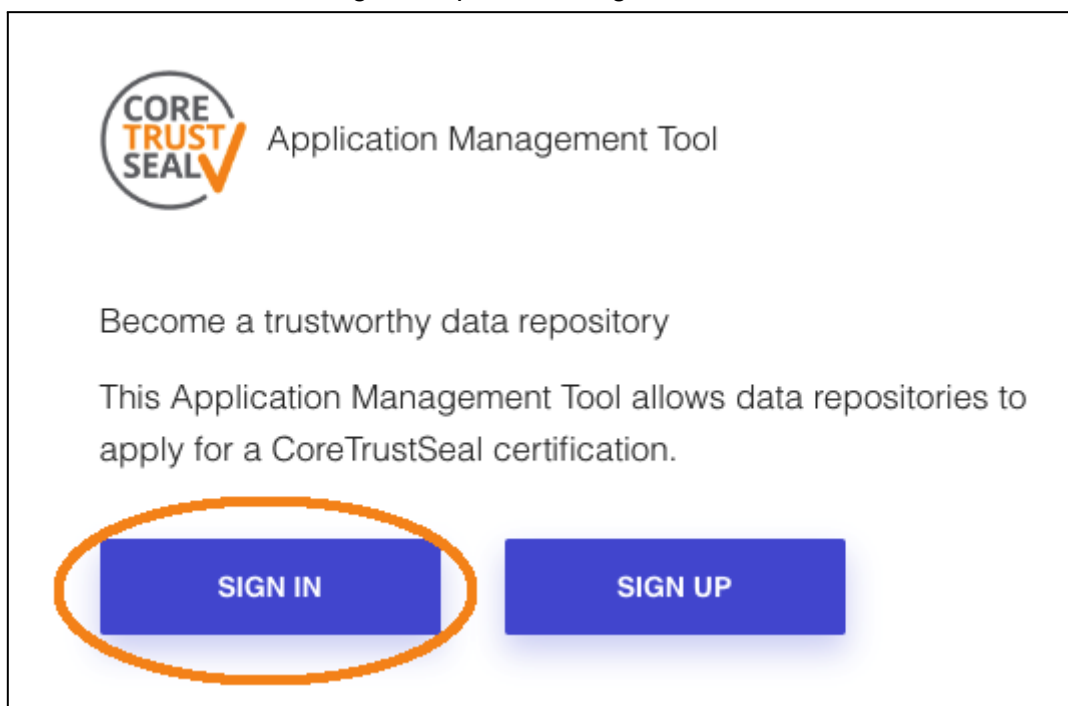 CORE
TRUST
SEAL
Application Management Tool
Become a trustworthy data repository
This Application Management Tool allows data repositories to
apply for a CoreTrustSeal certification.
SIGN IN
SIGN UP